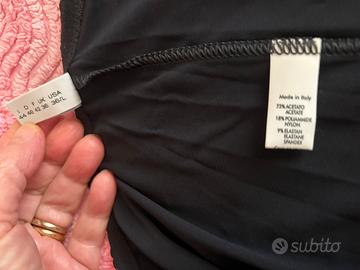 I D F UK USA
44 40 42 36 38/L
Made in Italy
73% ACETATO
ACETATE
18% POLIAMMIDE
NYLON
9% ELASTAN
ELASTANE
SPANDEX
subito